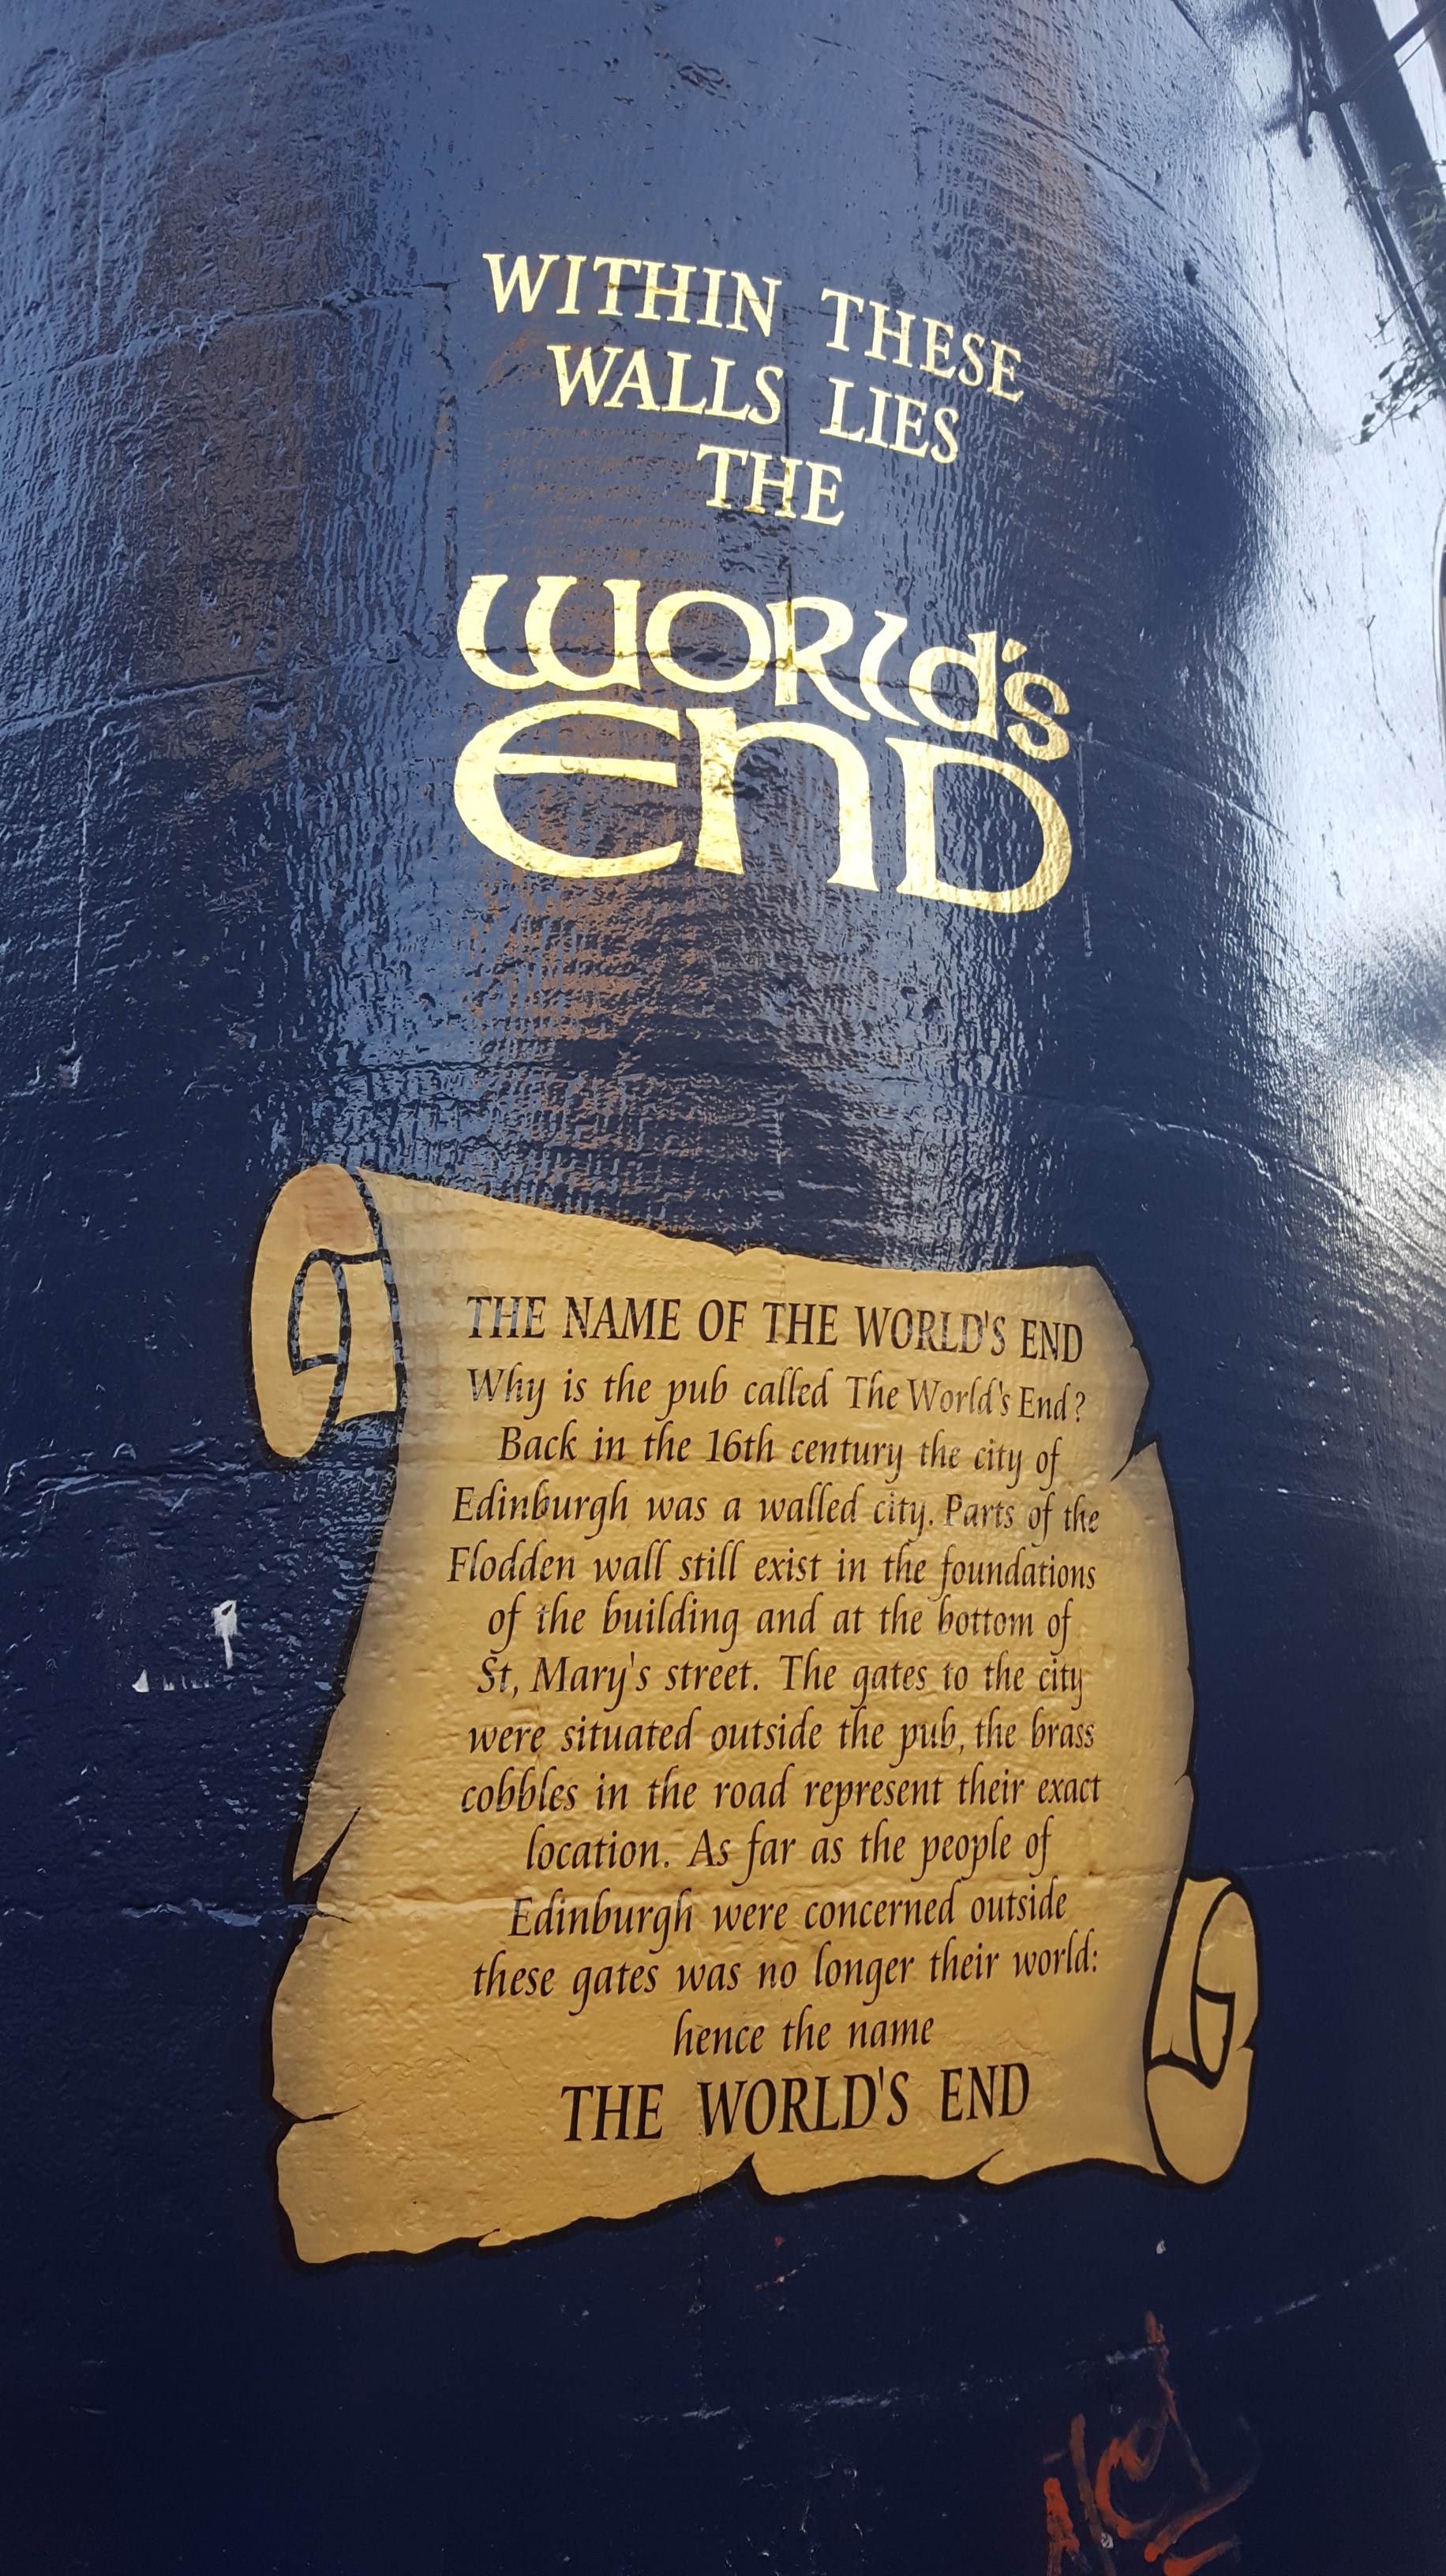 WITHIN THESE
WALLS LIES
THE
WORLd's
END
THE NAME OF THE WORLD'S END
Why is the pub called The World's End?
Back in the 16th century the city of
Edinburgh was a walled city. Parts of the
Flodden wall still exist in the foundations
of the building and at the bottom of
St, Mary's street. The gates to the city
were situated outside the pub, the brass
cobbles in the road represent their exact
location. As far as the people of
Edinburgh were concerned outside
these gates was no longer their world:
hence the name
THE WORLD'S END